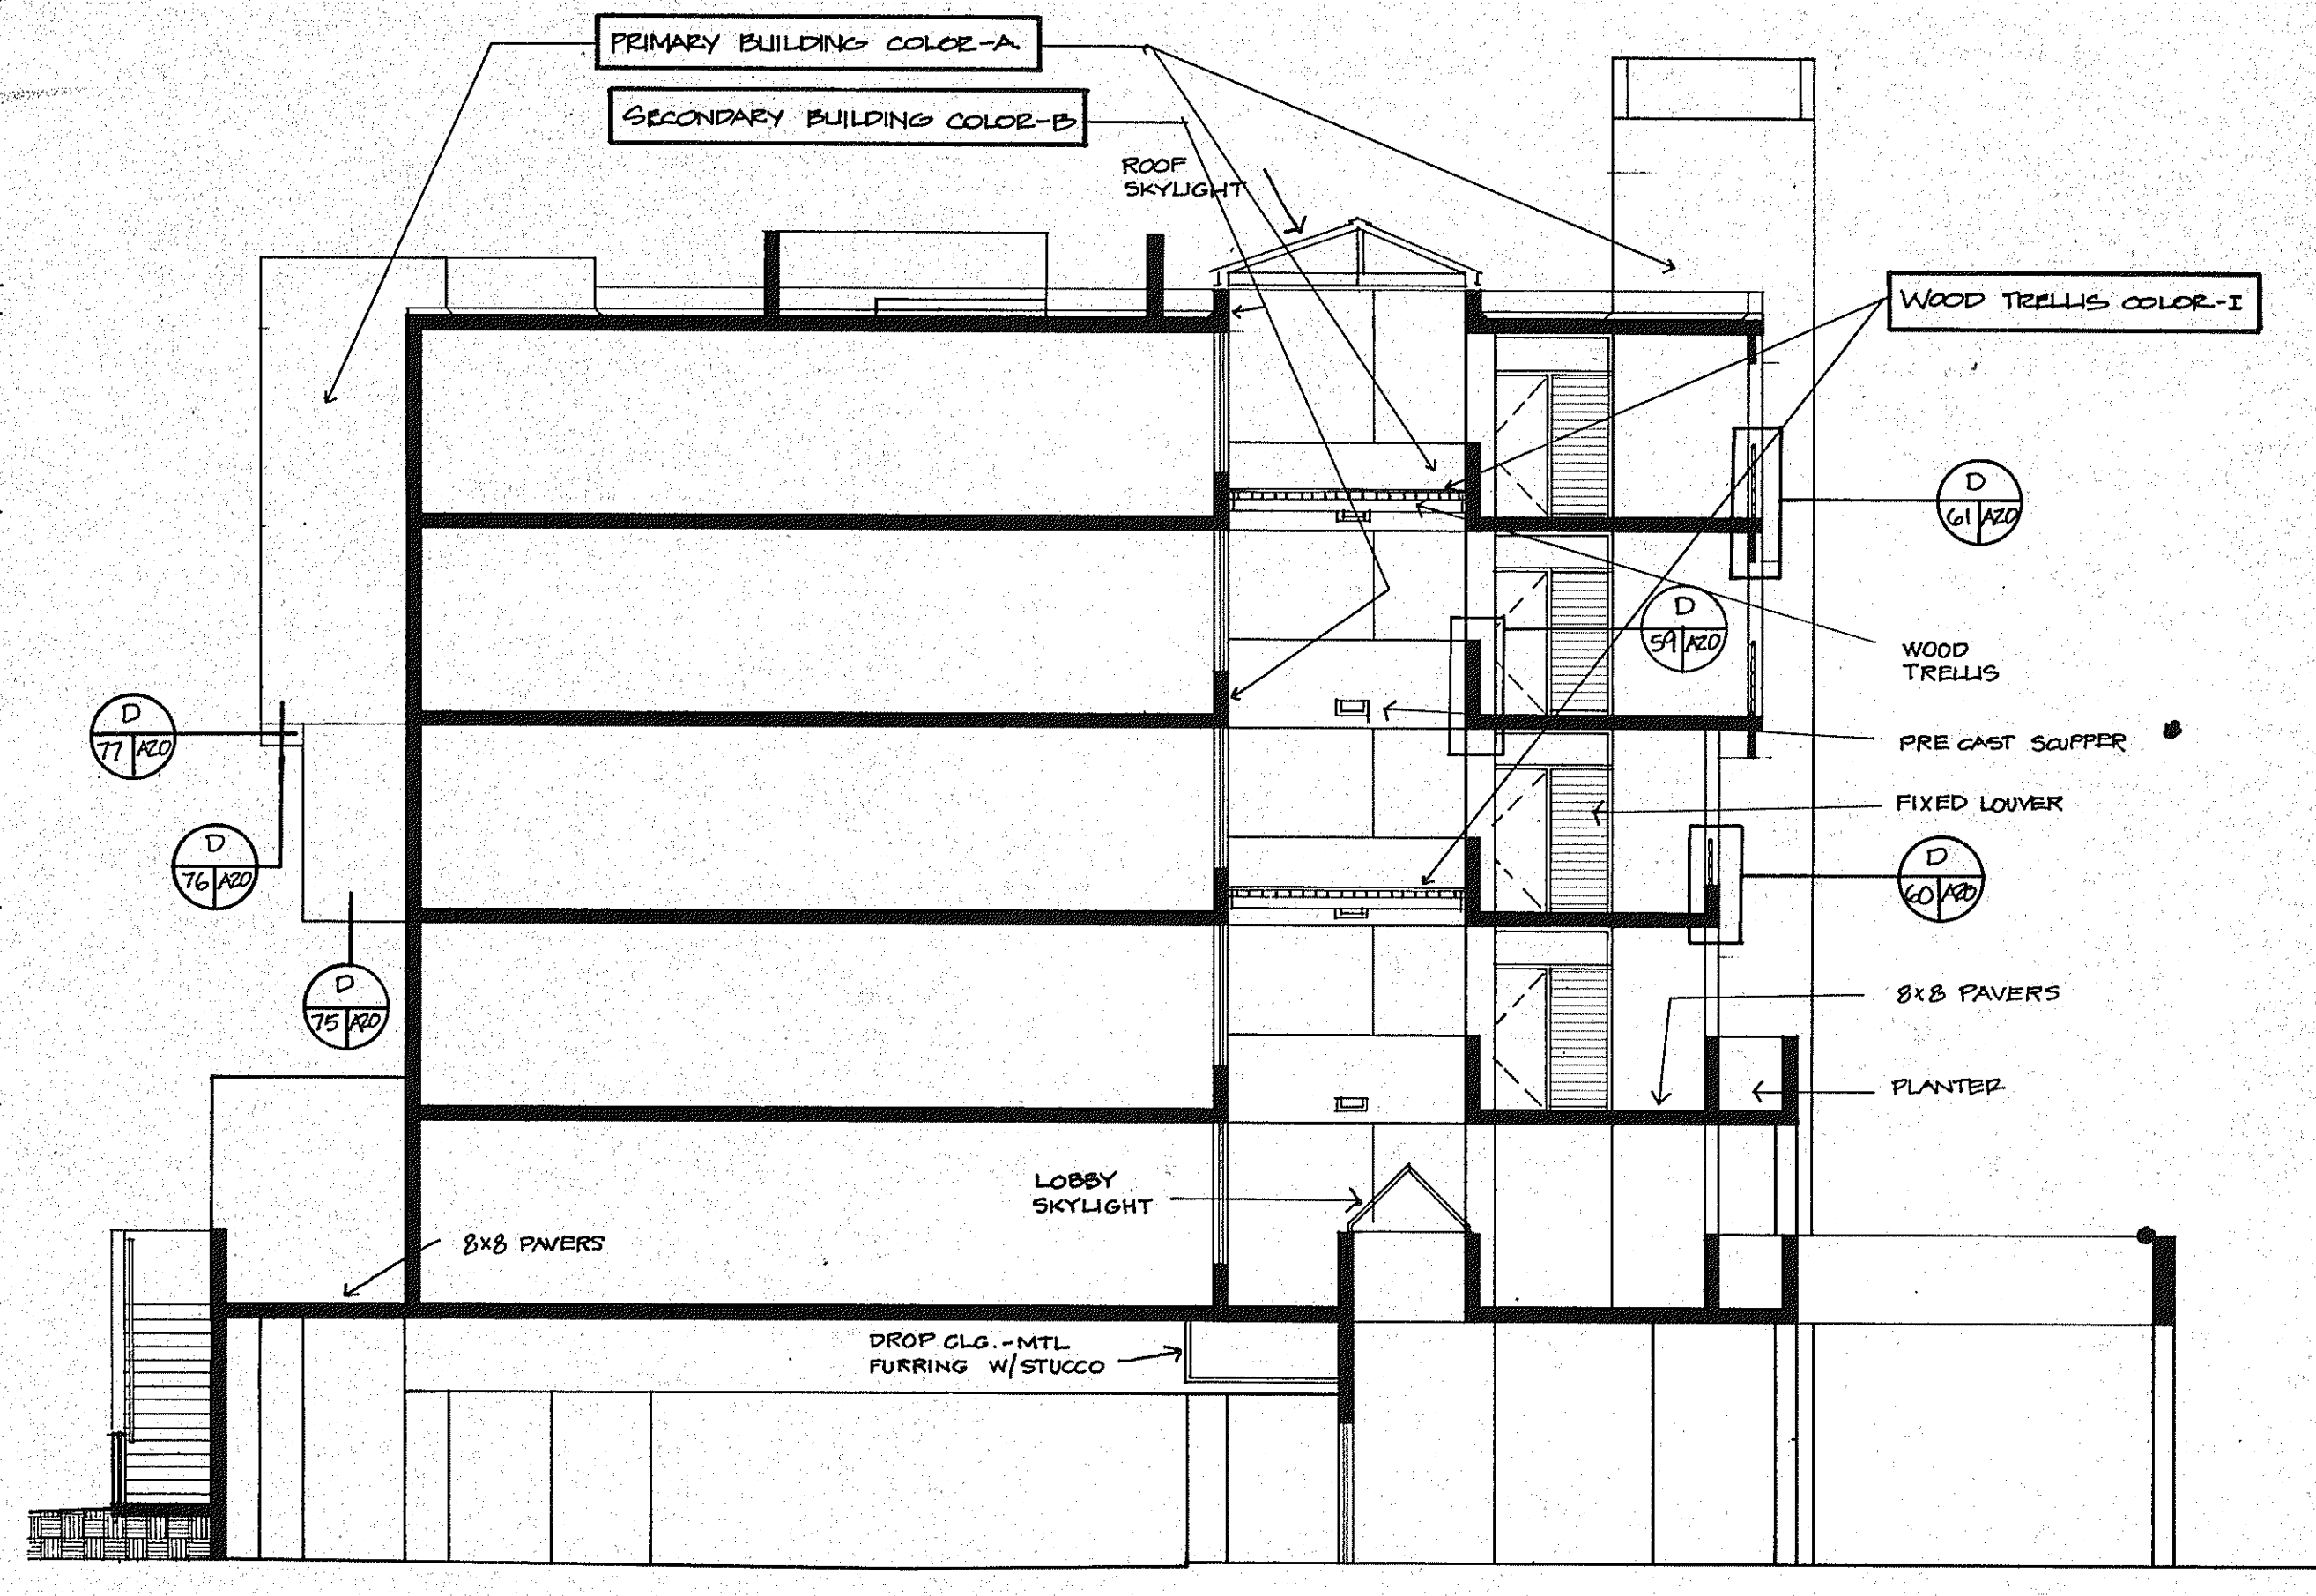 PRIMARY BUILDING COLOR-A
SECONDARY BUILDING COLOR-B
ROOF
SKYLIGHT
WOOD TRELLIS COLOR-I
D
61 A20
D
59 A20
WOOD
TRELLIS
D
77 A20
PRE CAST SCUPPER
FIXED LOUVER
D
76 A20
D
60 A20
D
75 A20
8X8 PAVERS
PLANTER
LOBBY
SKYLIGHT
8X8 PAVERS
DROP CLG.-MTL
FURRING W/STUCCO